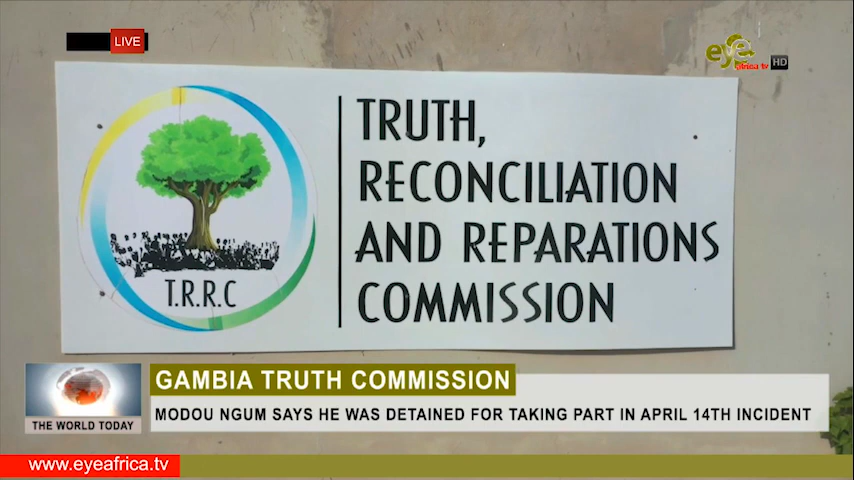 LIVE
eye
africa tv HD
TRUTH,
RECONCILIATION
AND REPARATIONS
COMMISSION
T.R.R.C
GAMBIA TRUTH COMMISSION
MODOU NGUM SAYS HE WAS DETAINED FOR TAKING PART IN APRIL 14TH INCIDENT
THE WORLD TODAY
www.eyeafrica.tv